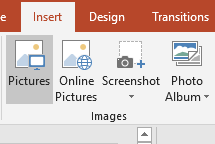 Insert Design Transitions
Pictures Online Pictures Screenshot Photo Album
Images